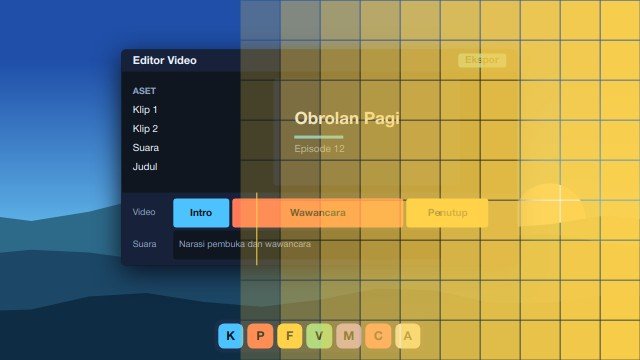 Editor Video
Ekspor
ASET
Klip 1
Klip 2
Suara
Judul
Obrolan Pagi
Episode 12
Video
Intro
Wawancara
Penutup
Suara
Narasi pembuka dan wawancara
K P F V M C A